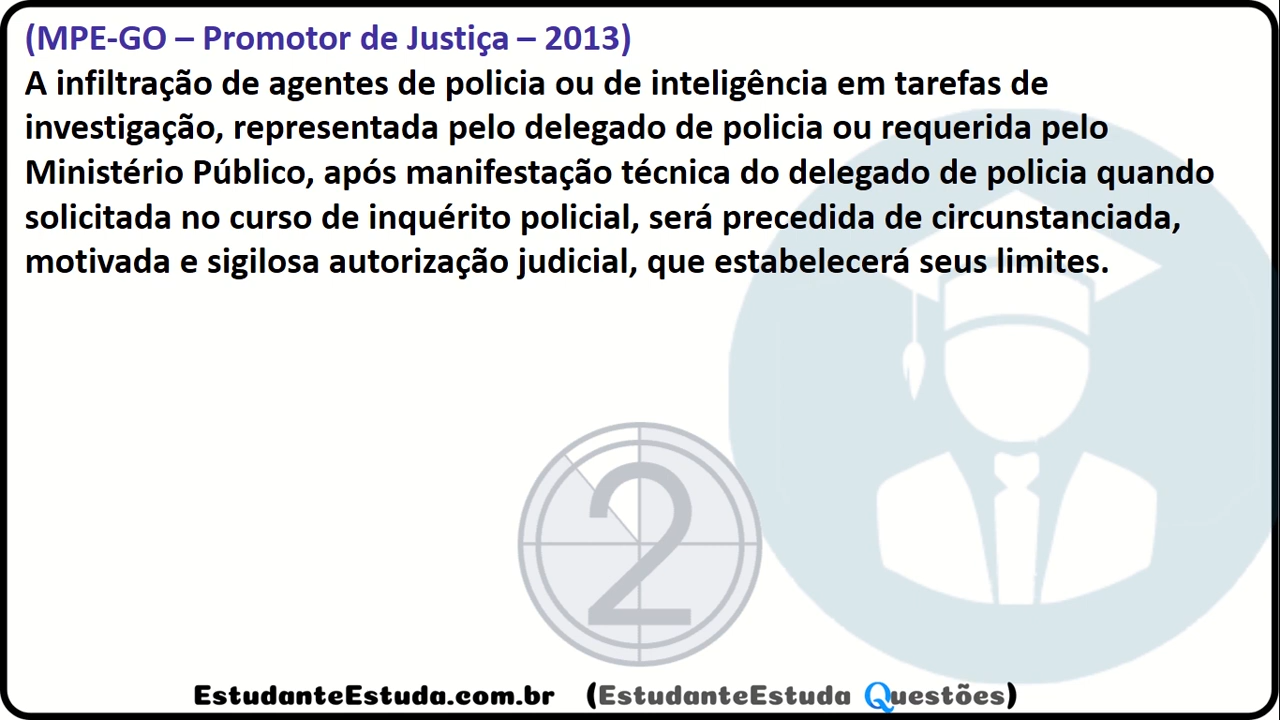 (MPE-GO – Promotor de Justiça – 2013)
A infiltração de agentes de policia ou de inteligência em tarefas de
investigação, representada pelo delegado de policia ou requerida pelo
Ministério Público, após manifestação técnica do delegado de policia quando
solicitada no curso de inquérito policial, será precedida de circunstanciada,
motivada e sigilosa autorização judicial, que estabelecerá seus limites.
2
EstudanteEstuda.com.br (EstudanteEstuda Questões)